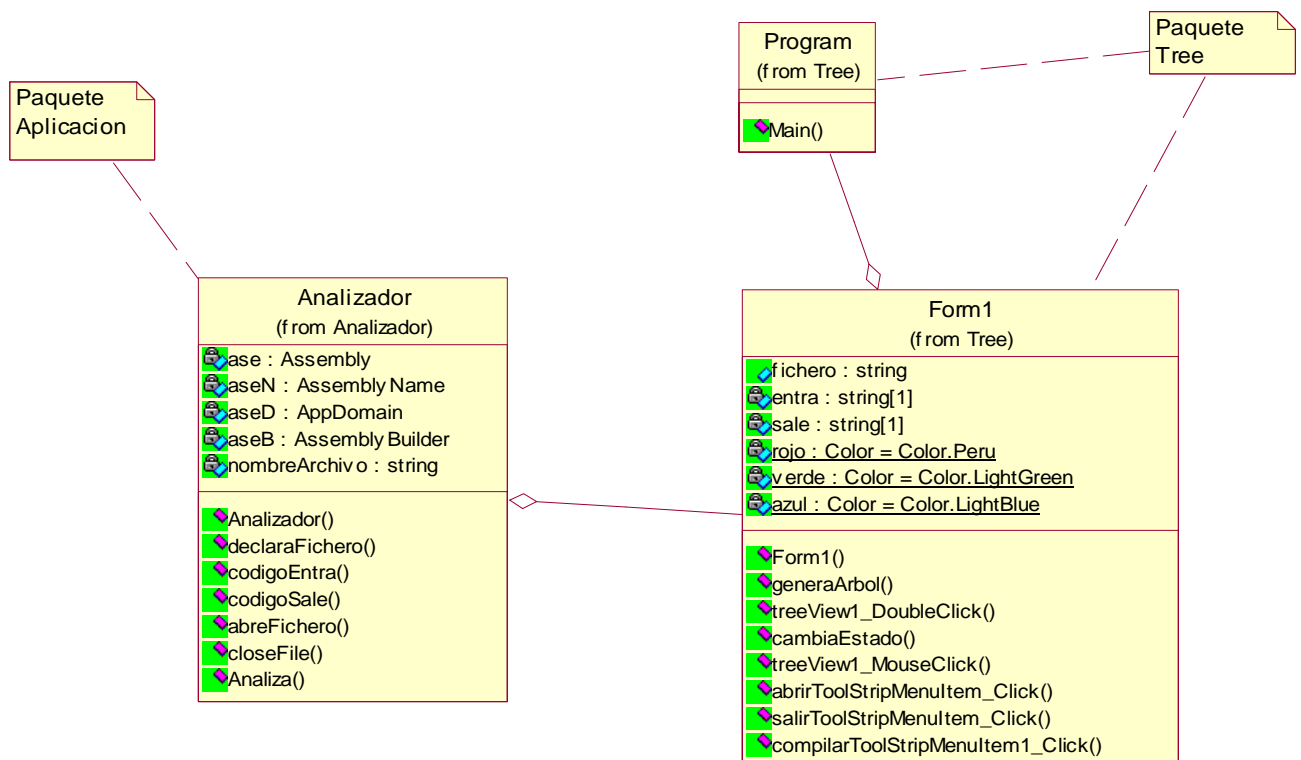 Paquete
Aplicacion
Program
(from Tree)
Main()
Paquete
Tree
Analizador
(from Analizador)
ase : Assembly
aseN : AssemblyName
aseD : AppDomain
aseB : AssemblyBuilder
nombreArchivo : string
Analizador()
declaraFichero()
codigoEntra()
codigoSale()
abreFichero()
closeFile()
Analiza()
Form1
(from Tree)
fichero : string
entra : string[1]
sale : string[1]
rojo : Color = Color.Peru
verde : Color = Color.LightGreen
azul : Color = Color.LightBlue
Form1()
generaArbol()
treeView1_DoubleClick()
cambiaEstado()
treeView1_MouseClick()
abrirToolStripMenuItem_Click()
salirToolStripMenuItem_Click()
compilarToolStripMenuItem1_Click()